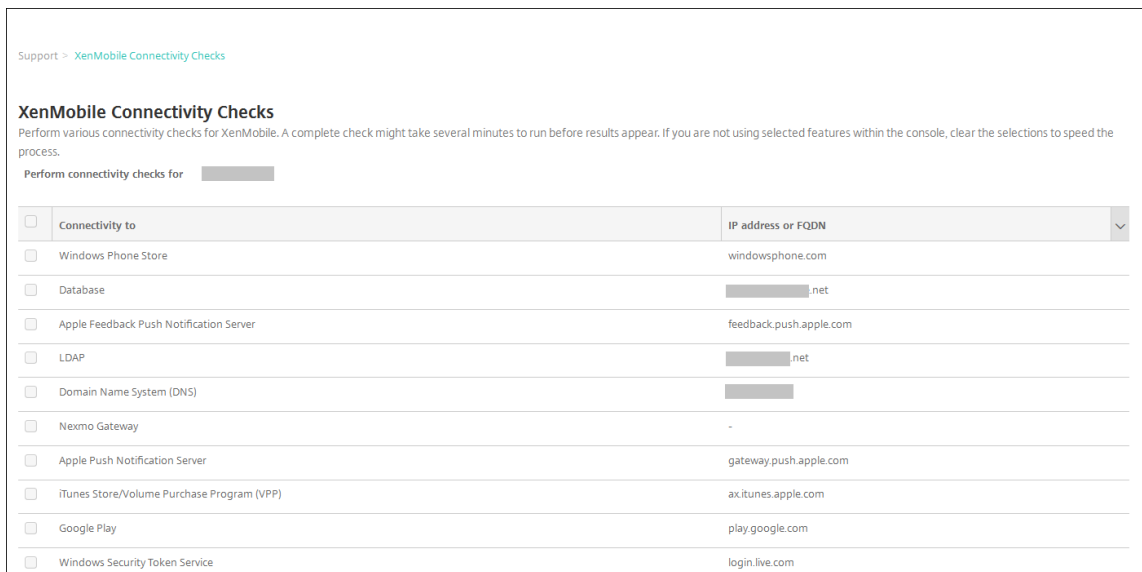 Support > XenMobile Connectivity Checks
XenMobile Connectivity Checks
Perform various connectivity checks for XenMobile. A complete check might take several minutes to run before results appear. If you are not using selected features within the console, clear the selections to speed the
process.
Perform connectivity checks for
Connectivity to IP address or FQDN
Windows Phone Store windowsphone.com
Database .net
Apple Feedback Push Notification Server feedback.push.apple.com
LDAP .net
Domain Name System (DNS)
Nexmo Gateway -
Apple Push Notification Server gateway.push.apple.com
iTunes Store/Volume Purchase Program (VPP) ax.itunes.apple.com
Google Play play.google.com
Windows Security Token Service login.live.com